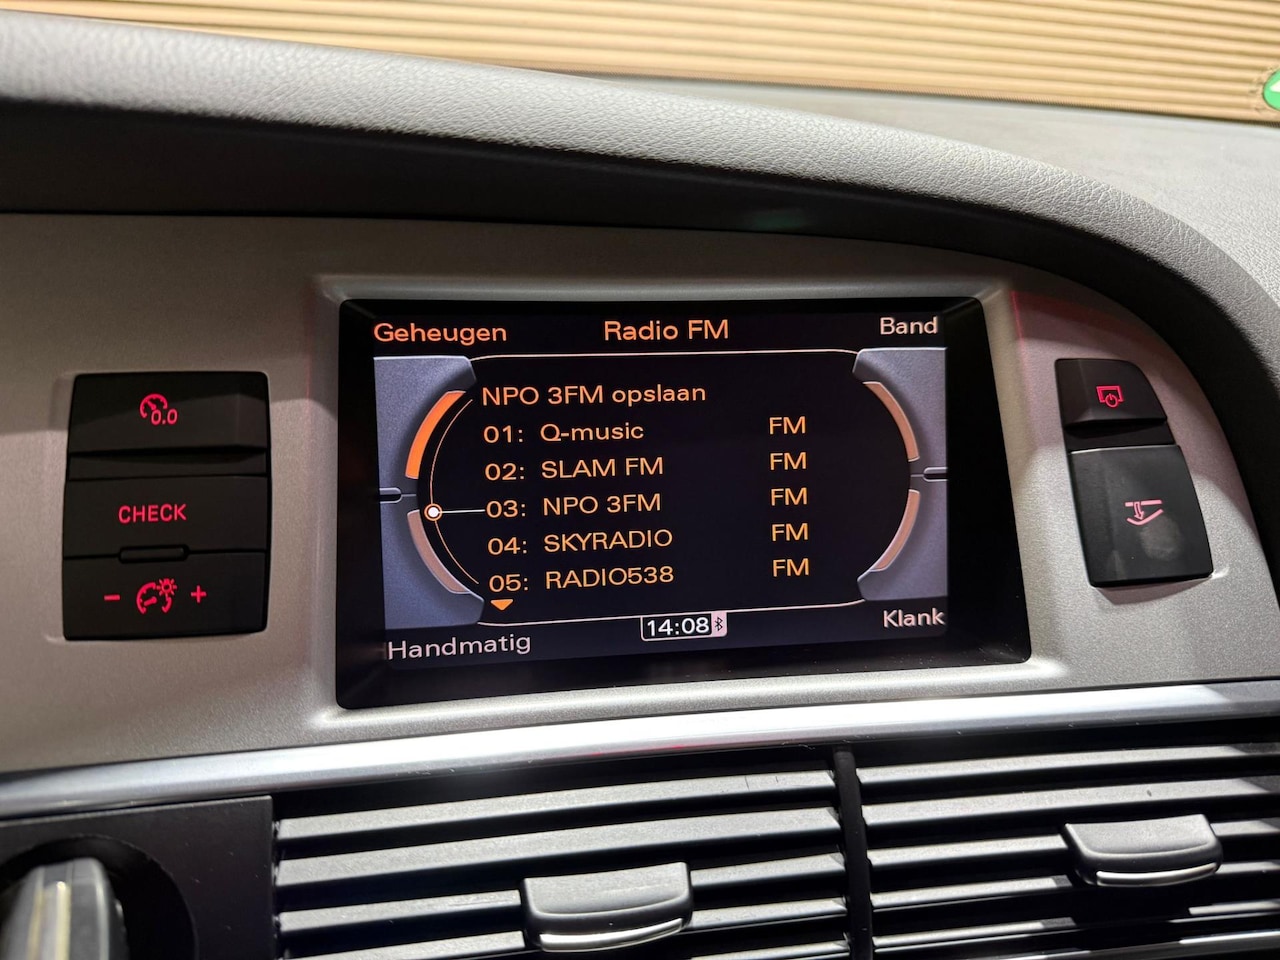 Geheugen Radio FM Band
NPO 3FM opslaan
01: Q-music FM
02: SLAM FM FM
03: NPO 3FM FM
04: SKYRADIO FM
05: RADIO538 FM
Handmatig 14:08 Klank
0.0
CHECK
- +